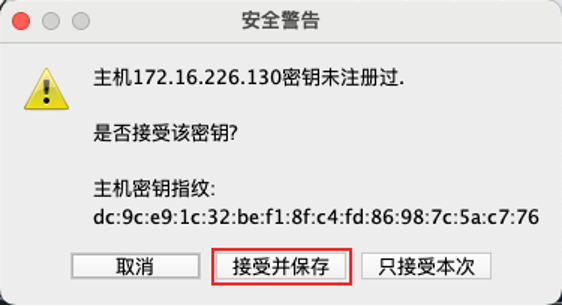 安全警告
主机172.16.226.130密钥未注册过.
是否接受该密钥?
主机密钥指纹:
dc:9c:e9:1c:32:be:f1:8f:c4:fd:86:98:7c:5a:c7:76
取消 接受并保存 只接受本次